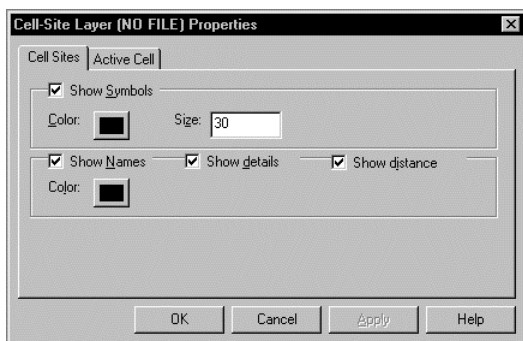 Cell-Site Layer (NO FILE) Properties
Cell Sites Active Cell
Show Symbols
Color: Size: 30
Show Names Show details Show distance
Color:
OK Cancel Apply Help